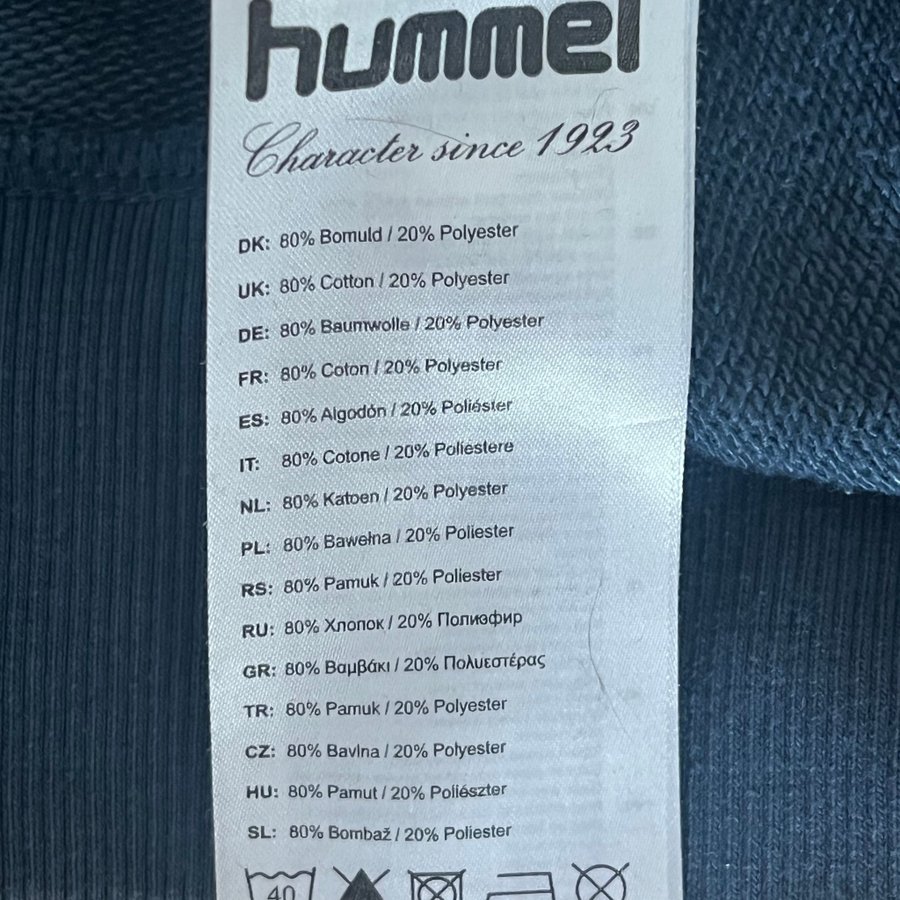 hummel
Character since 1923
DK: 80% Bomuld / 20% Polyester
UK: 80% Cotton / 20% Polyester
DE: 80% Baumwolle / 20% Polyester
FR: 80% Coton / 20% Polyester
ES: 80% Algodón / 20% Poliéster
IT: 80% Cotone / 20% Poliestere
NL: 80% Katoen / 20% Polyester
PL: 80% Bawełna / 20% Poliester
RS: 80% Pamuk / 20% Poliester
RU: 80% Хлопок / 20% Полиэфир
GR: 80% Βαμβάκι / 20% Πολυεστέρας
TR: 80% Pamuk / 20% Polyester
CZ: 80% Bavlna / 20% Polyester
HU: 80% Pamut / 20% Poliészter
SL: 80% Bombaž / 20% Poliester
40